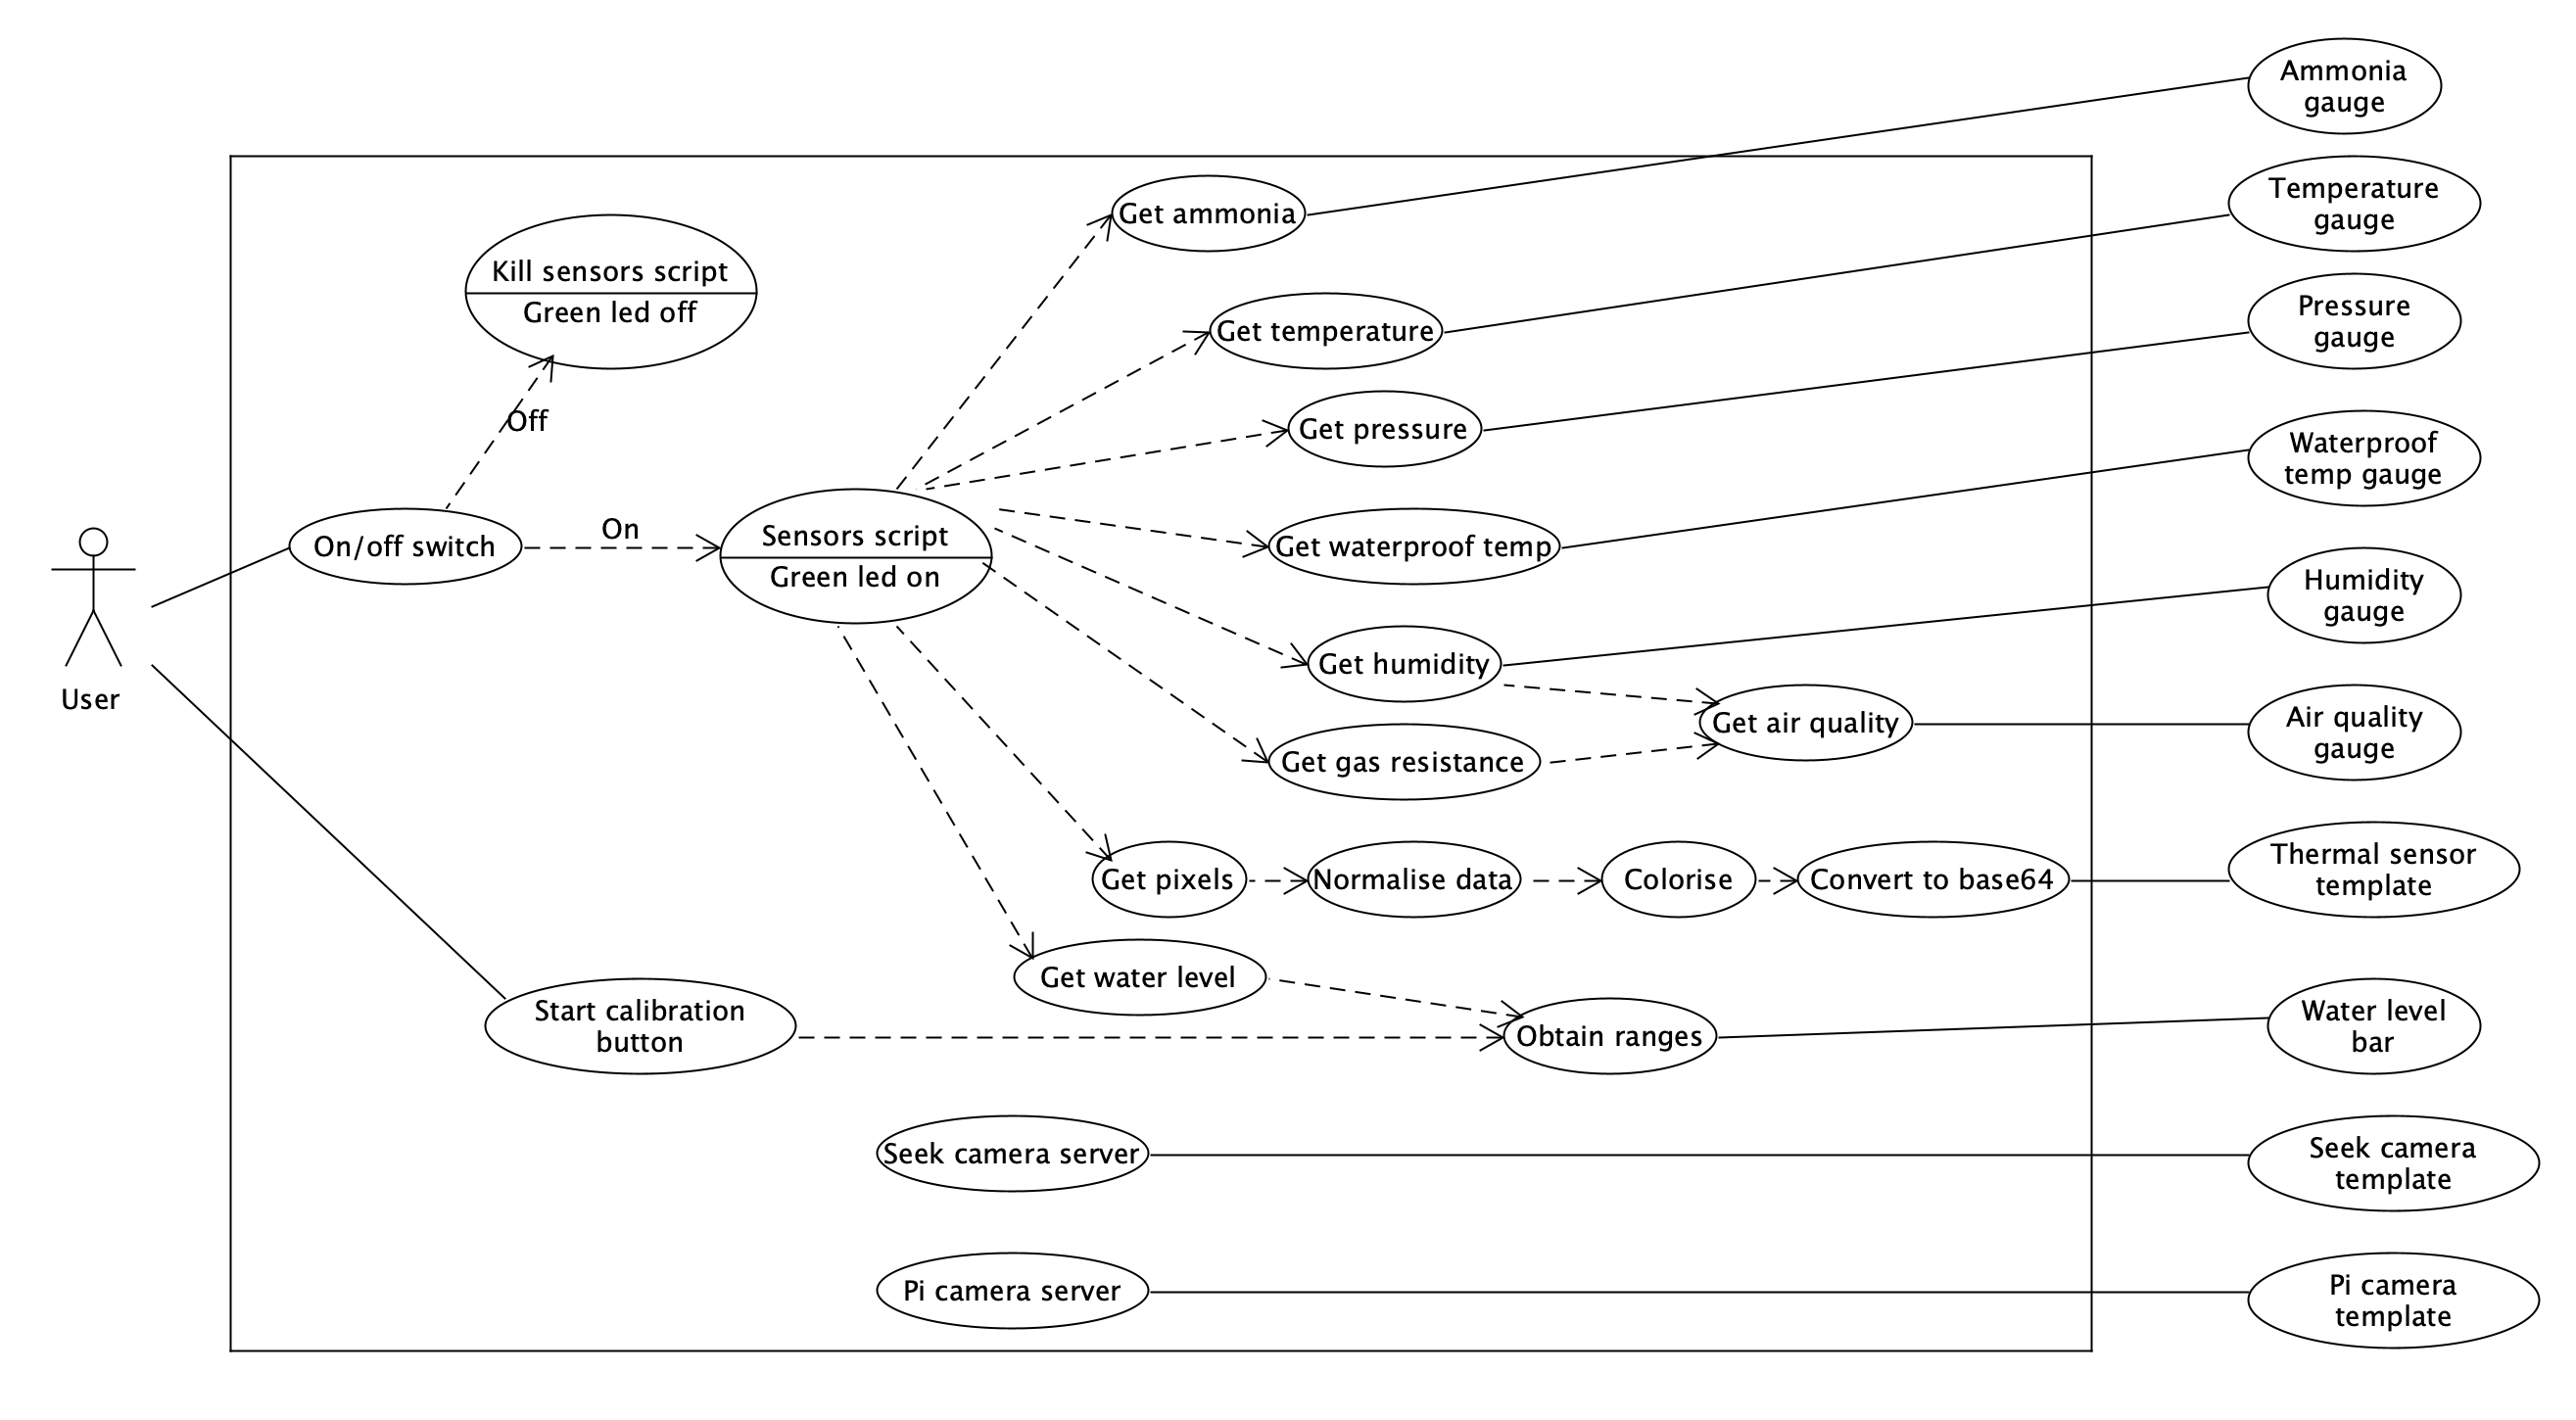 Ammonia
gauge
Temperature
gauge
Get ammonia
Kill sensors script
Green led off
Pressure
gauge
Get temperature
Off
Get pressure
Waterproof
temp gauge
On/off switch
On
Sensors script
Green led on
Get waterproof temp
Humidity
gauge
User
Get humidity
Get air quality
Air quality
gauge
Get gas resistance
Get pixels
Normalise data
Colorise
Convert to base64
Thermal sensor
template
Get water level
Start calibration
button
Obtain ranges
Water level
bar
Seek camera server
Seek camera
template
Pi camera server
Pi camera
template